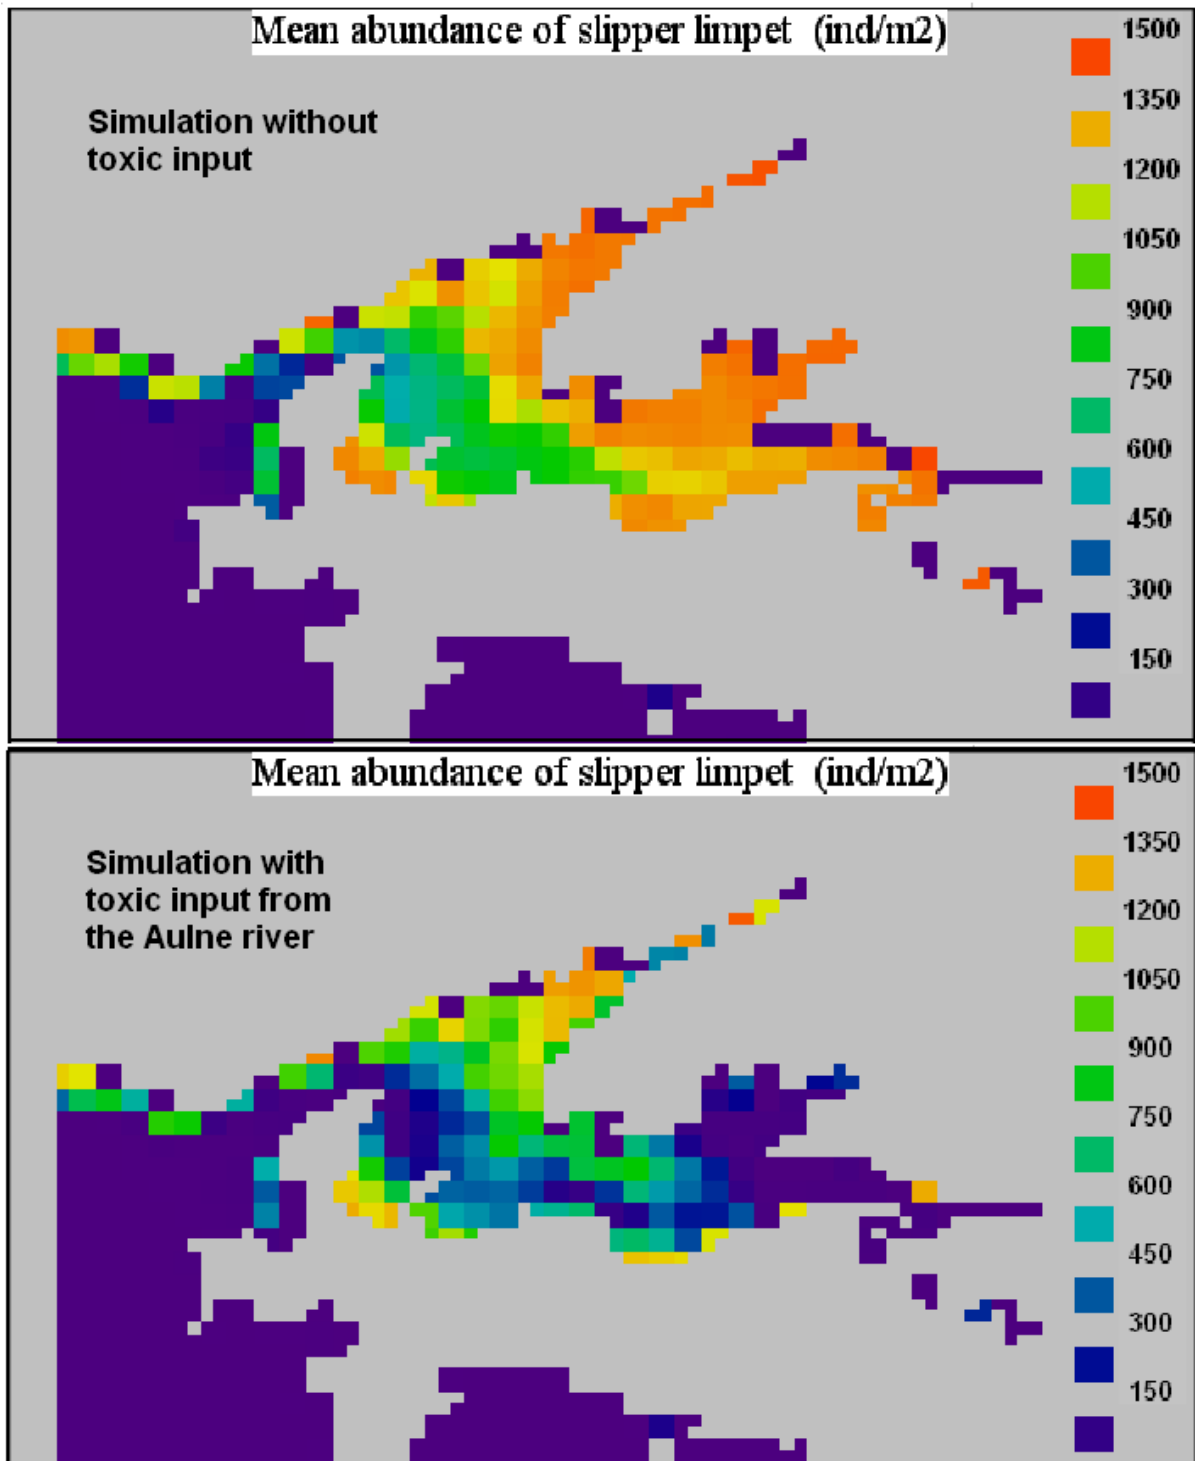 Mean abundance of slipper limpet (ind/m2)
Simulation without
toxic input
1500
1350
1200
1050
900
750
600
450
300
150
Mean abundance of slipper limpet (ind/m2)
Simulation with
toxic input from
the Aulne river
1500
1350
1200
1050
900
750
600
450
300
150